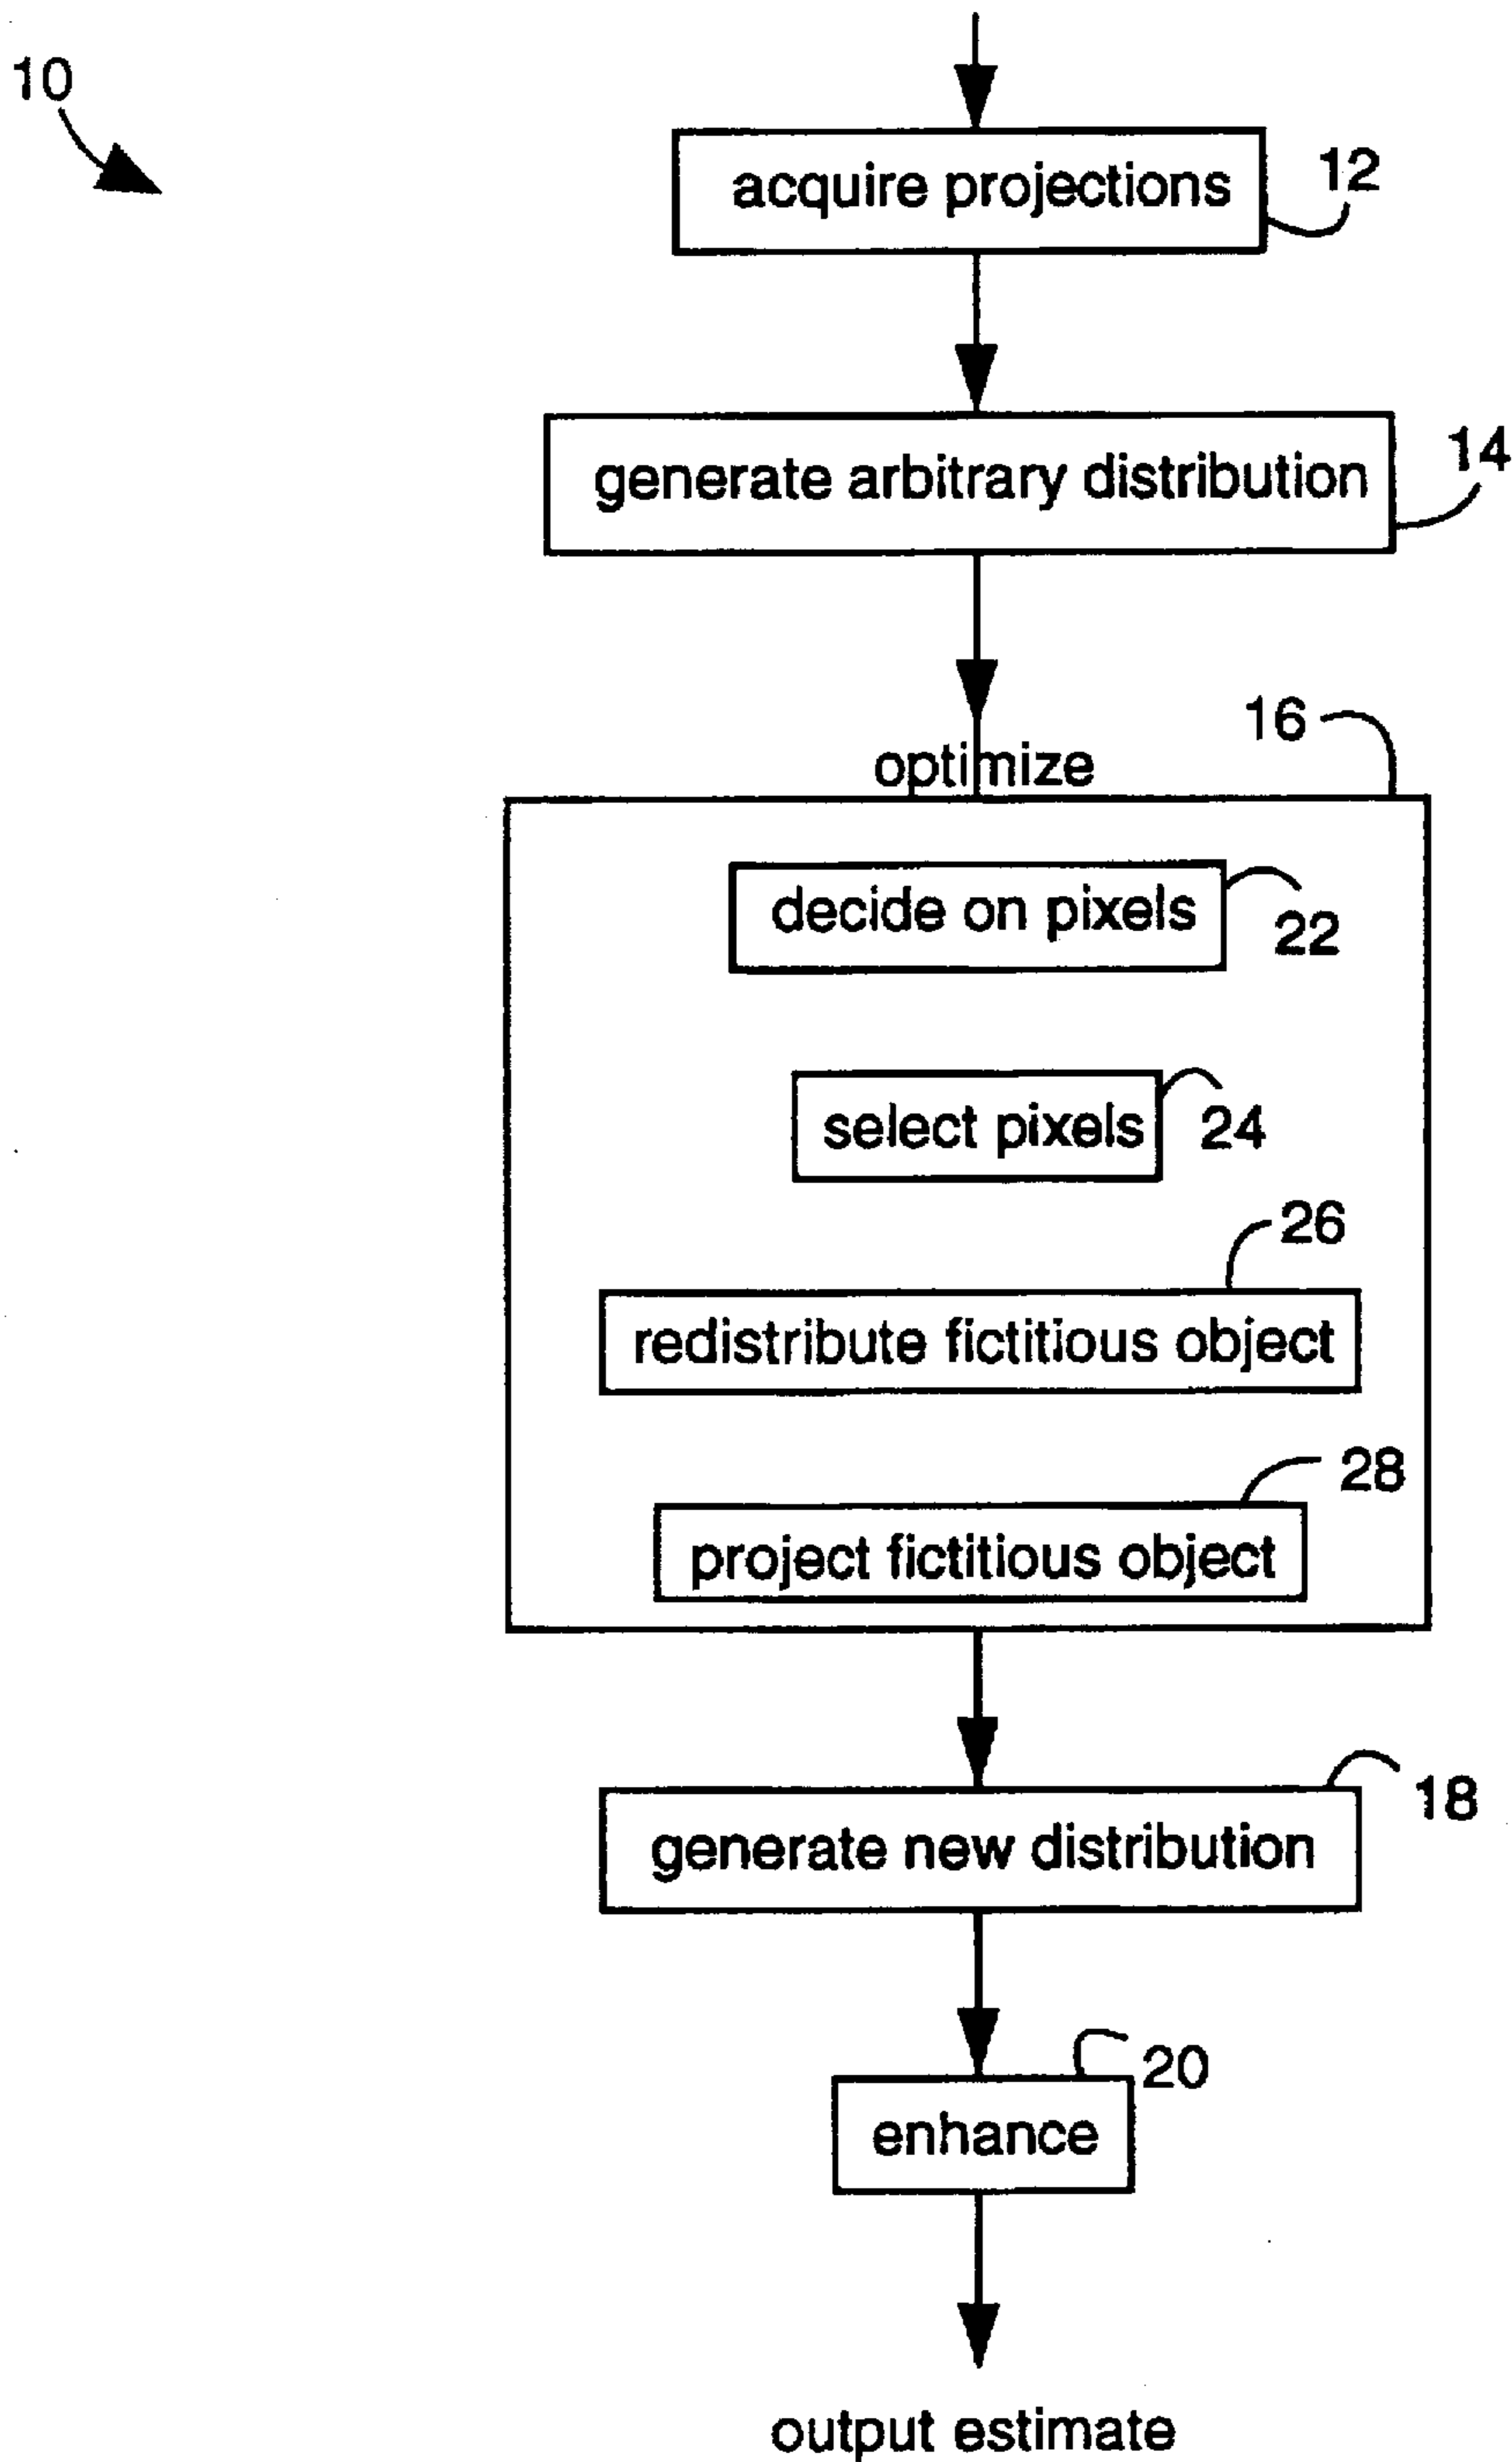 10
acquire projections
12
generate arbitrary distribution
14
16
optimize
decide on pixels
22
select pixels
24
26
redistribute fictitious object
28
project fictitious object
18
generate new distribution
20
enhance
output estimate